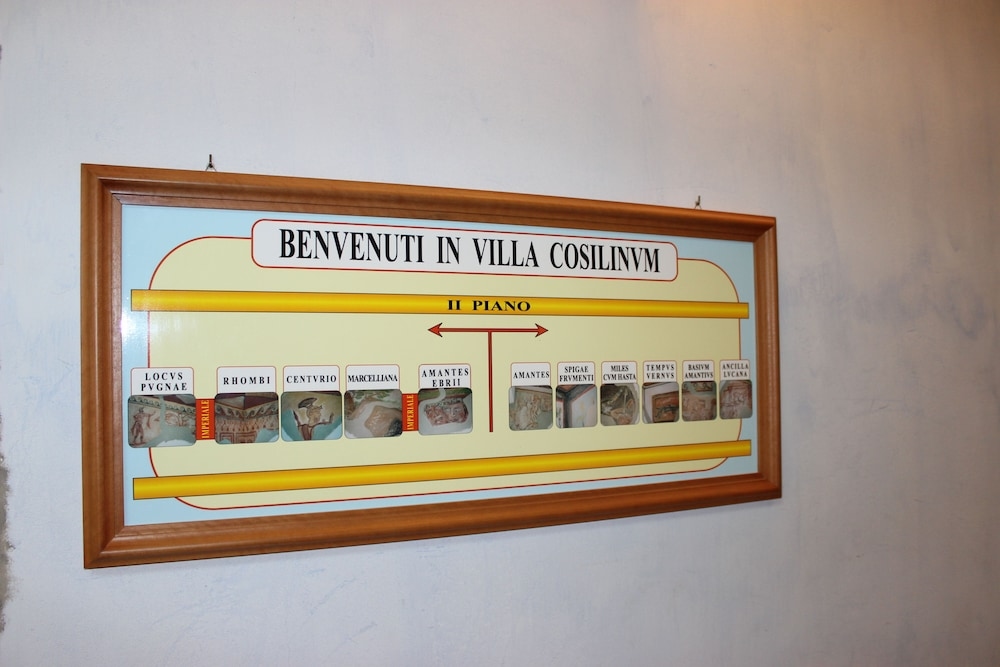 BENVENUTI IN VILLA COSILINVM
II PIANO
LOCVS
PVGNAE
IMPERIALE
RHOMBI
CENTVRIO
MARCELLIANA
IMPERIALE
AMANTES
EBRII
AMANTES
SPIGAE
FRVMENTI
MILES
CVM HASTA
TEMPVS
VERNVS
BASIVM
AMANTIVS
ANCILLA
LVCANA